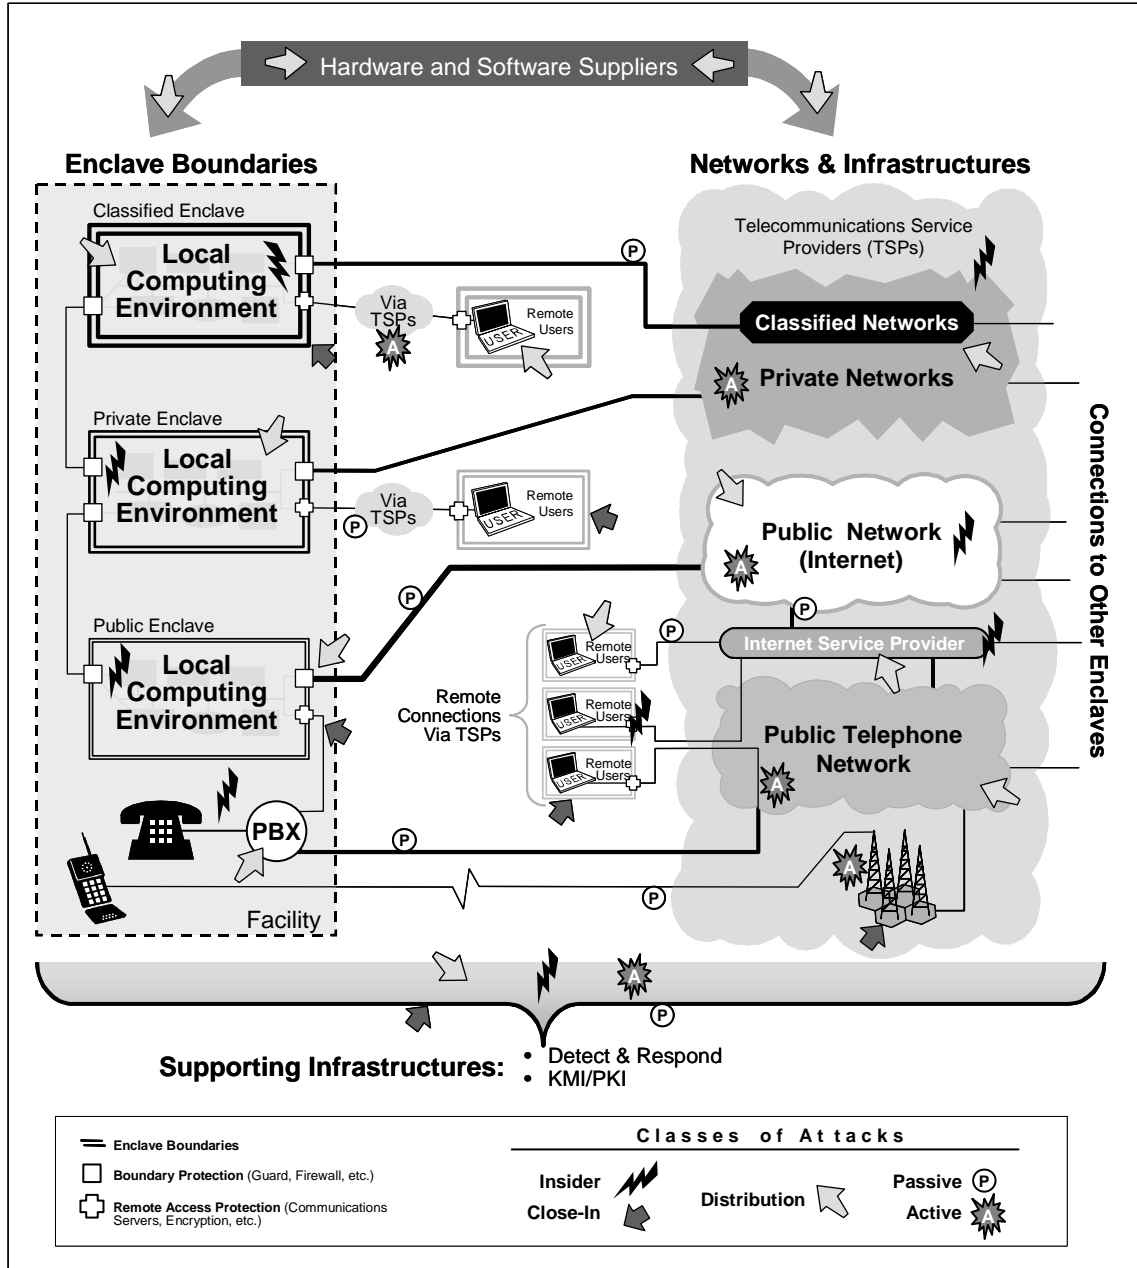 Hardware and Software Suppliers
Enclave Boundaries
Networks & Infrastructures
Classified Enclave
Local
Computing
Environment
Via
TSPs
A
USER
Remote
Users
P
Telecommunications Service
Providers (TSPs)
Classified Networks
A
Private Networks
Private Enclave
Local
Computing
Environment
P
Via
TSPs
USER
Remote
Users
Public Network
(Internet)
A
P
P
Public Enclave
Local
Computing
Environment
Remote
Connections
Via TSPs
USER
Remote
Users
P
USER
Remote
Users
USER
Remote
Users
Internet Service Provider
Public Telephone
Network
A
Connections to Other Enclaves
PBX
P
P
A
Facility
A
P
Supporting Infrastructures:
• Detect & Respond
• KMI/PKI
Enclave Boundaries
Boundary Protection (Guard, Firewall, etc.)
Remote Access Protection (Communications
Servers, Encryption, etc.)
Classes of Attacks
Insider
Close-In
Distribution
Passive P
Active A